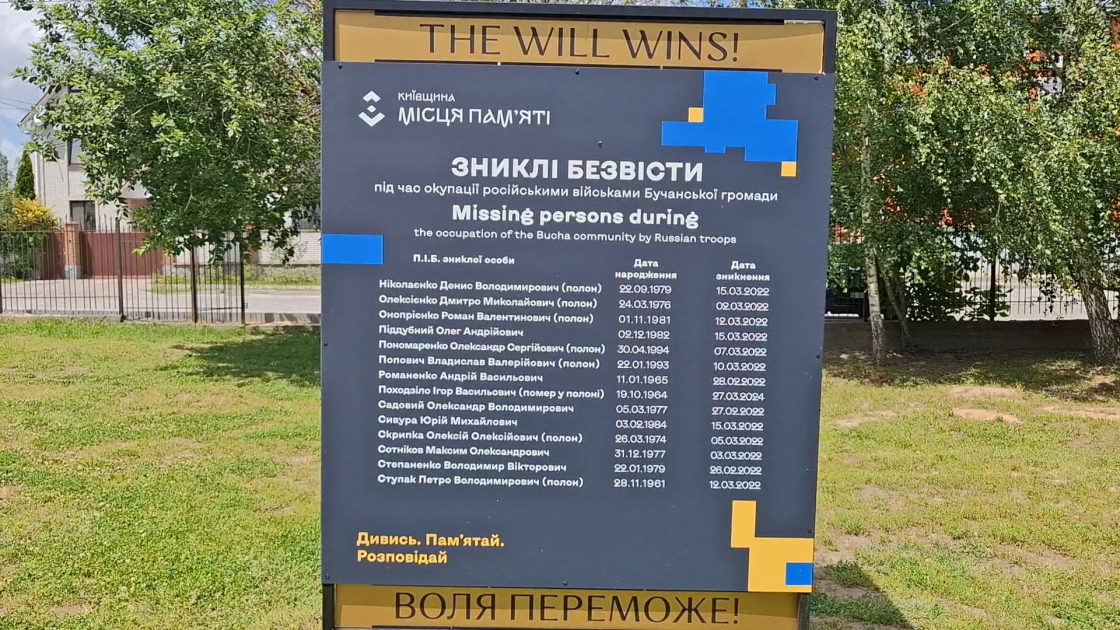 THE WILL WINS!
КИЇВЩИНА
МІСЦЯ ПАМ'ЯТІ
ЗНИКЛІ БЕЗВІСТИ
під час окупації російськими військами Бучанської громади
Missing persons during
the occupation of the Bucha community by Russian troops
П.І.Б. зниклої особи Дата народження Дата зникнення
Ніколаєнко Денис Володимирович (полон) 22.09.1979 15.03.2022
Олексієнко Дмитро Миколайович (полон) 24.03.1976 02.03.2022
Онопрієнко Роман Валентинович (полон) 01.11.1981 12.03.2022
Піддубний Олег Андрійович 02.12.1982 15.03.2022
Пономаренко Олександр Сергійович (полон) 30.04.1994 07.03.2022
Попович Владислав Валерійович (полон) 22.01.1993 10.03.2022
Романенко Андрій Васильович 11.01.1965 28.02.2022
Походзіло Ігор Васильович (помер у полоні) 19.10.1964 27.03.2024
Садовий Олександр Володимирович 05.03.1977 27.02.2022
Сивура Юрій Михайлович 03.02.1984 15.03.2022
Скрипка Олексій Олексійович (полон) 26.03.1974 05.03.2022
Сотніков Максим Олександрович 31.12.1977 03.03.2022
Степаненко Володимир Вікторович 22.01.1979 26.02.2022
Ступак Петро Володимирович (полон) 28.11.1961 12.03.2022
Дивись. Пам'ятай.
Розповідай
ВОЛЯ ПЕРЕМОЖЕ!